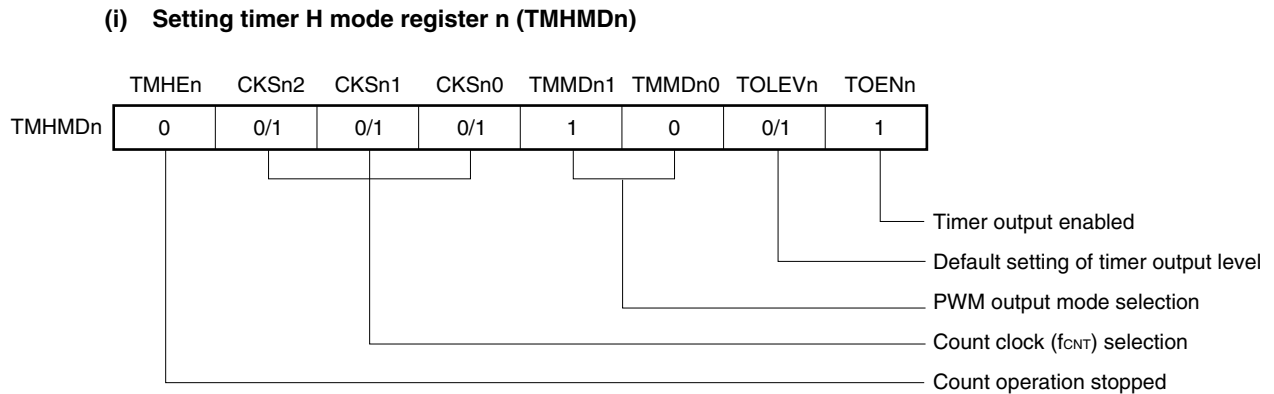 (i) Setting timer H mode register n (TMHMDn)
TMHEn CKSn2 CKSn1 CKSn0 TMMDn1 TMMDn0 TOLEVn TOENn
TMHMDn 0 0/1 0/1 0/1 1 0 0/1 1
Timer output enabled
Default setting of timer output level
PWM output mode selection
Count clock (fCNT) selection
Count operation stopped